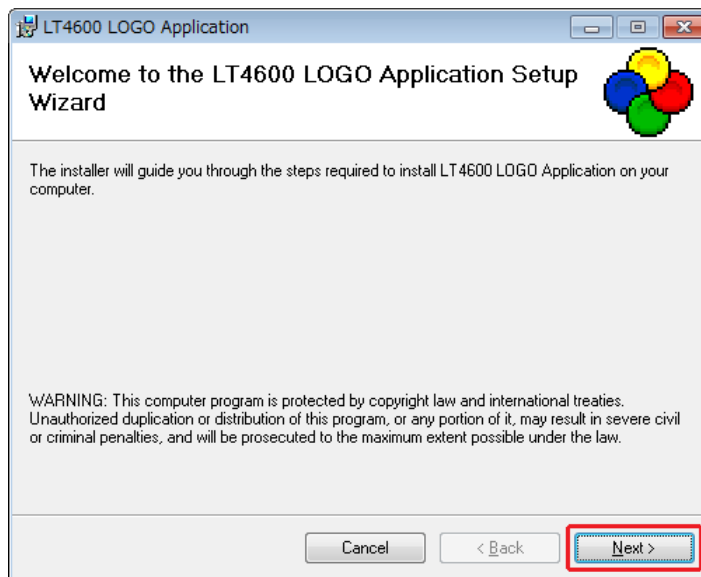 LT4600 LOGO Application
Welcome to the LT4600 LOGO Application Setup
Wizard
The installer will guide you through the steps required to install LT4600 LOGO Application on your
computer.
WARNING: This computer program is protected by copyright law and international treaties.
Unauthorized duplication or distribution of this program, or any portion of it, may result in severe civil
or criminal penalties, and will be prosecuted to the maximum extent possible under the law.
Cancel
< Back
Next >